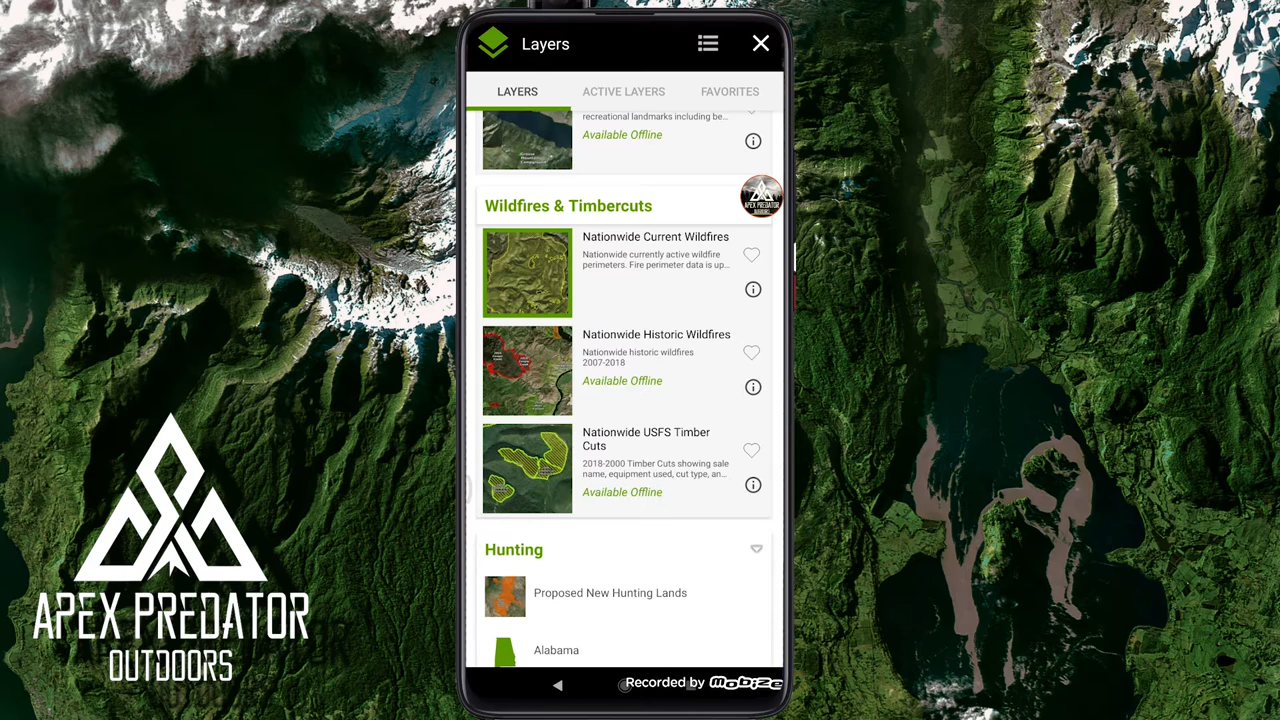 Layers
LAYERS
ACTIVE LAYERS
FAVORITES
recreational landmarks including be...
Available Offline
Wildfires & Timbercuts
APEX PREDATOR
Nationwide Current Wildfires
Nationwide currently active wildfire
perimeters. Fire perimeter data is up...
Nationwide Historic Wildfires
Nationwide historic wildfires
2007-2018
Available Offline
Nationwide USFS Timber
Cuts
2018-2000 Timber Cuts showing sale
name, equipment used, cut type, an...
Available Offline
Hunting
Proposed New Hunting Lands
Alabama
Recorded by Mobizen
APEX PREDATOR
OUTDOORS